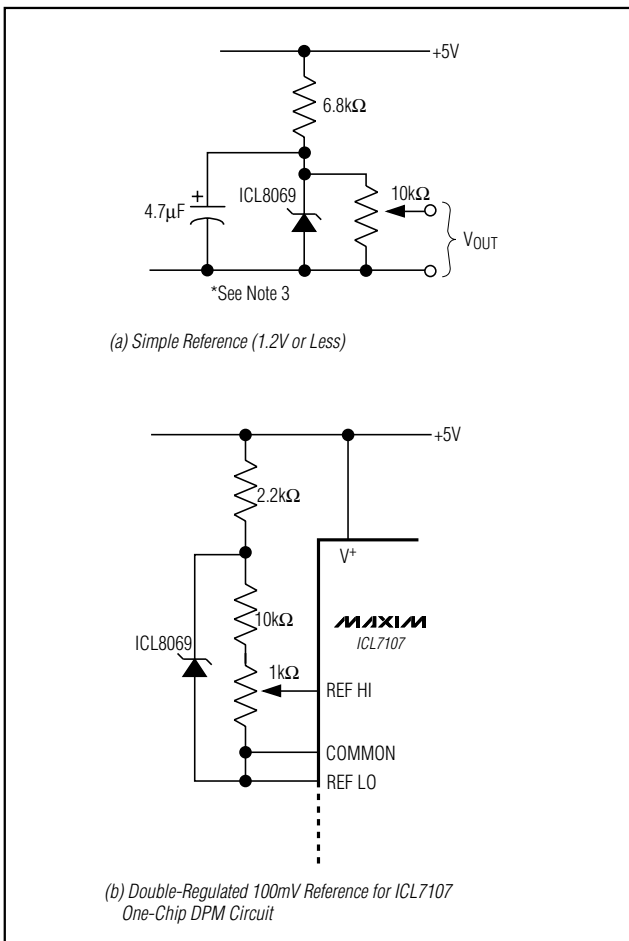 +5V
6.8kΩ
+
4.7μF
ICL8069
10kΩ
VOUT
*See Note 3
(a) Simple Reference (1.2V or Less)
+5V
2.2kΩ
V+
10kΩ
MAXIM
ICL7107
ICL8069
1kΩ
REF HI
COMMON
REF LO
(b) Double-Regulated 100mV Reference for ICL7107
One-Chip DPM Circuit